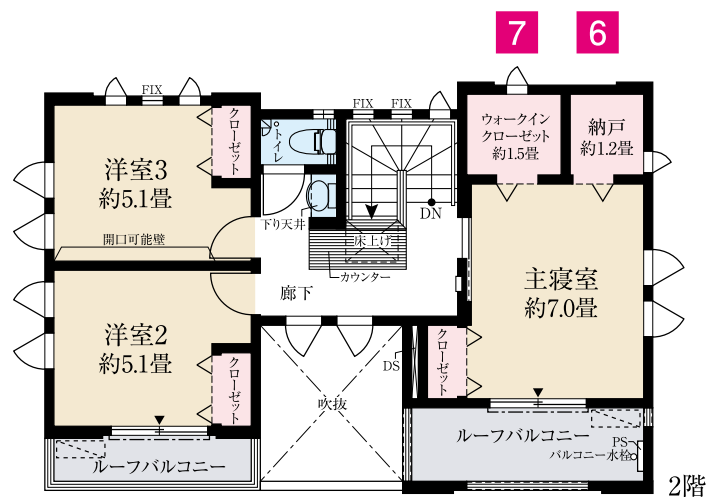 7
6
FIX
FIX
FIX
クローゼット
トイレ
ウォークイン
クローゼット
約1.5畳
納戸
約1.2畳
洋室3
約5.1畳
下り天井
DN
開口可能壁
床上げ
カウンター
主寝室
約7.0畳
廊下
洋室2
約5.1畳
クローゼット
DS
クローゼット
吹抜
ルーフバルコニー
ルーフバルコニー
PS
バルコニー水栓
2階